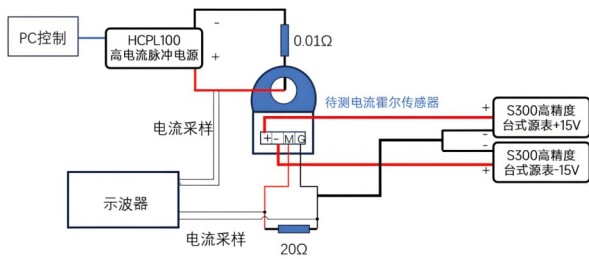 PC控制
HCPL100
高电流脉冲电源
-
+
0.01Ω
待测电流霍尔传感器
电流采样
+
-
M
G
+
S300高精度
台式源表+15V
-
-
S300高精度
台式源表-15V
+
示波器
电流采样
20Ω